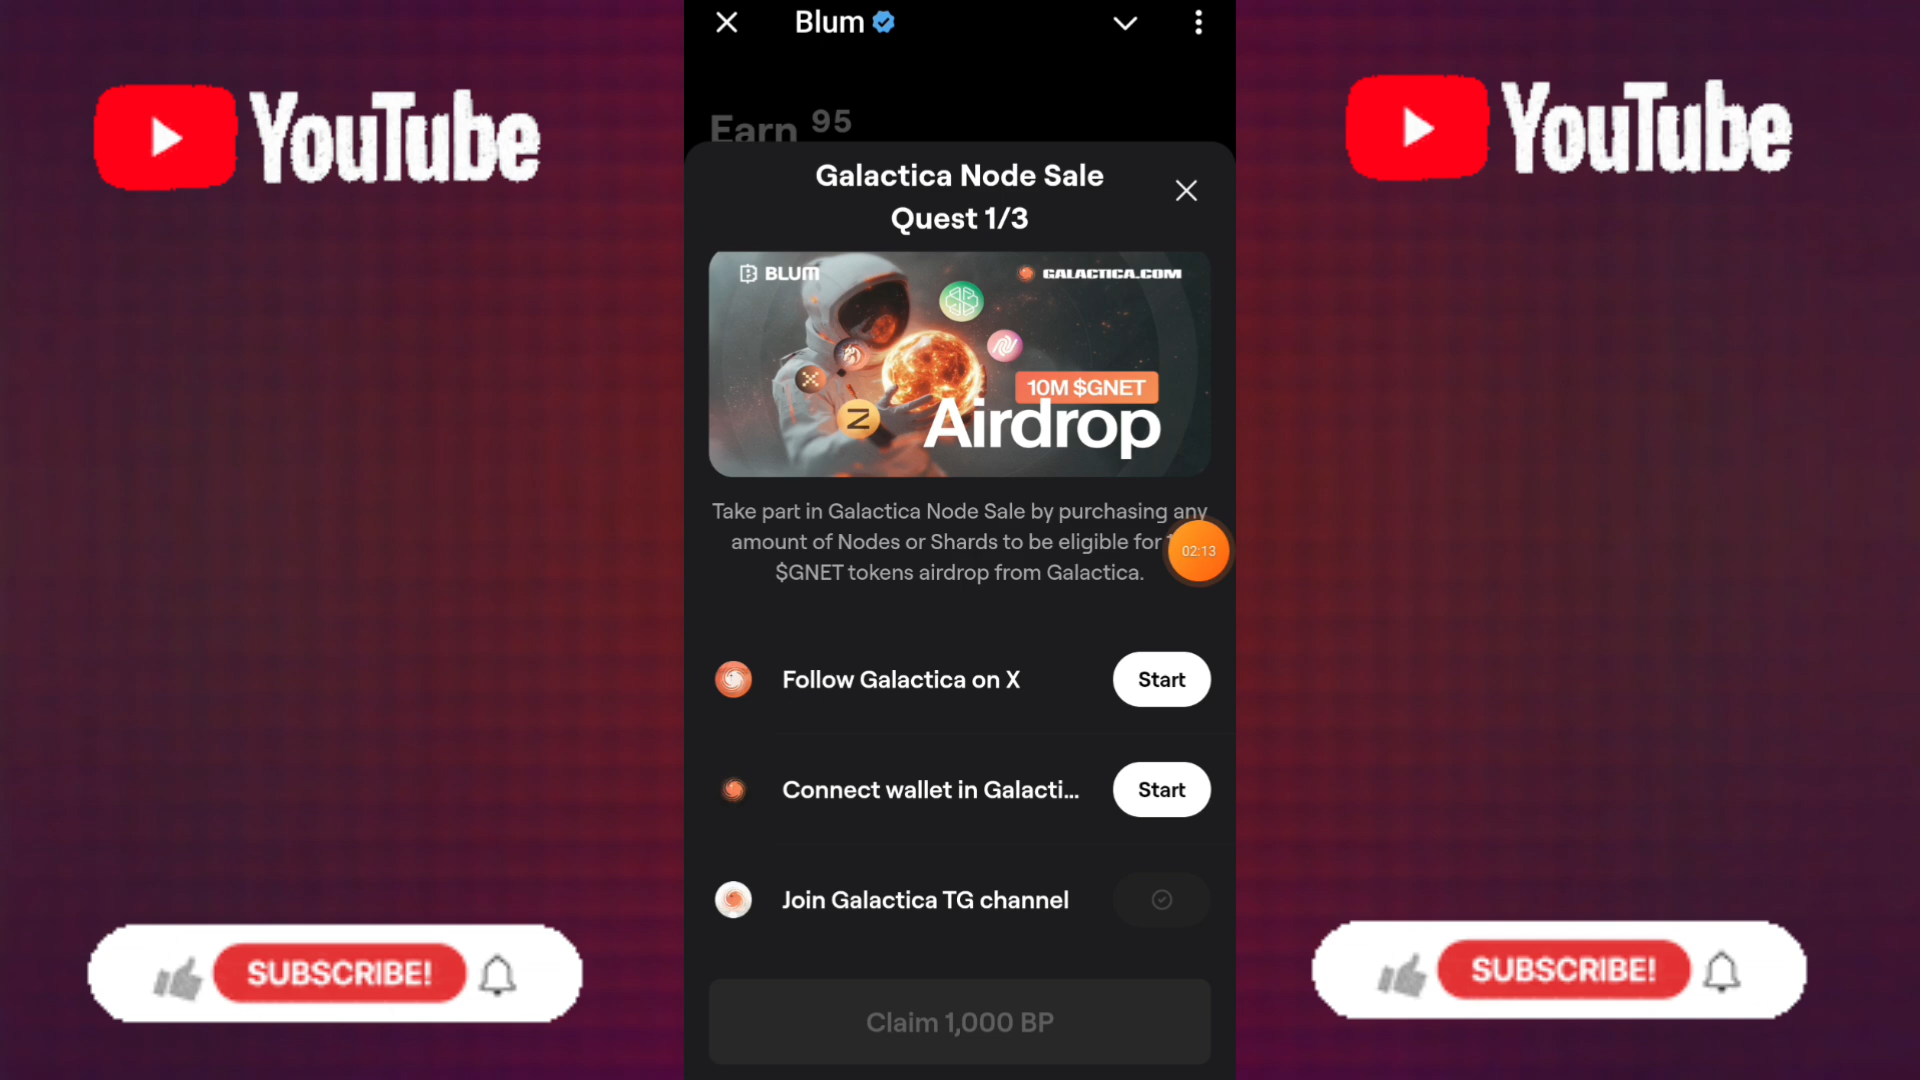 Blum
Earn 95
YouTube
YouTube
Galactica Node Sale
Quest 1/3
BLUM
GALACTICA.COM
10M $GNET
Airdrop
Take part in Galactica Node Sale by purchasing any
amount of Nodes or Shards to be eligible for
$GNET tokens airdrop from Galactica.
02:13
Follow Galactica on X
Start
Connect wallet in Galacti...
Start
Join Galactica TG channel
SUBSCRIBE!
SUBSCRIBE!
Claim 1,000 BP